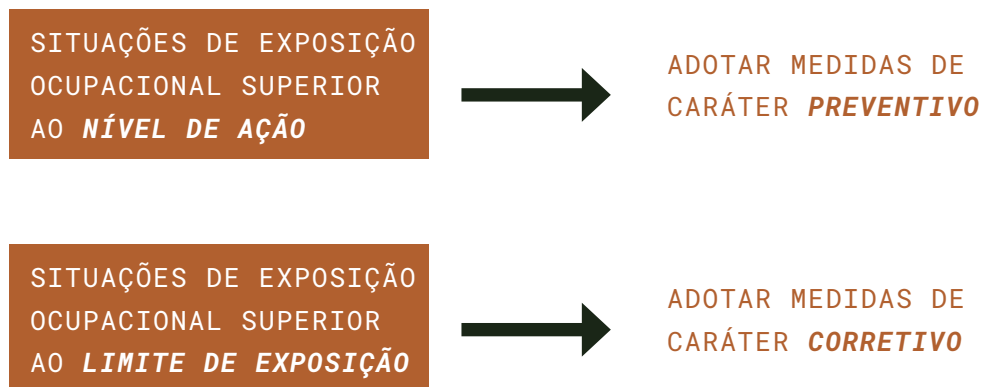 SITUAÇÕES DE EXPOSIÇÃO
OCUPACIONAL SUPERIOR
AO NÍVEL DE AÇÃO
ADOTAR MEDIDAS DE
CARÁTER PREVENTIVO
SITUAÇÕES DE EXPOSIÇÃO
OCUPACIONAL SUPERIOR
AO LIMITE DE EXPOSIÇÃO
ADOTAR MEDIDAS DE
CARÁTER CORRETIVO